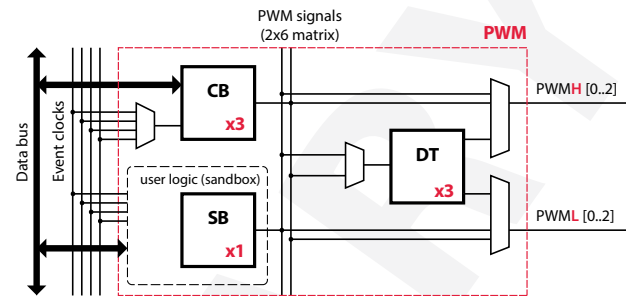 PWM signals
(2x6 matrix)
PWM
Data bus
Event clocks
CB
x3
PWMH [0..2]
DT
x3
user logic (sandbox)
SB
x1
PWML [0..2]